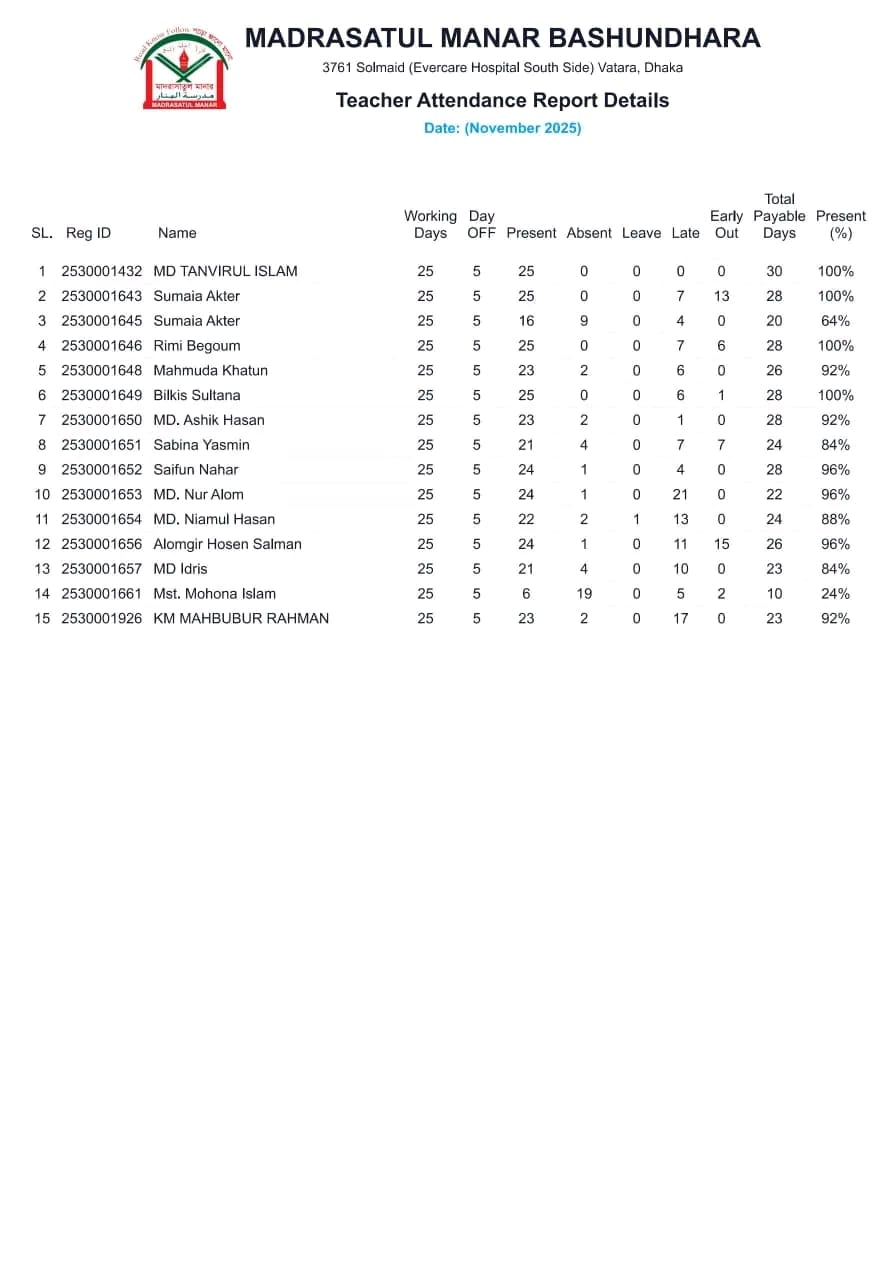 Read Know Follow পড়ো জানো মানো
মাদরাসাতুল মানার
مدرسة المنار
MADRASATUL MANAR
MADRASATUL MANAR BASHUNDHARA
3761 Solmaid (Evercare Hospital South Side) Vatara, Dhaka
Teacher Attendance Report Details
Date: (November 2025)
SL. Reg ID Name Working Days Day OFF Present Absent Leave Late Early Out Total Payable Days Present (%)
1 2530001432 MD TANVIRUL ISLAM 25 5 25 0 0 0 0 30 100%
2 2530001643 Sumaia Akter 25 5 25 0 0 7 13 28 100%
3 2530001645 Sumaia Akter 25 5 16 9 0 4 0 20 64%
4 2530001646 Rimi Begoum 25 5 25 0 0 7 6 28 100%
5 2530001648 Mahmuda Khatun 25 5 23 2 0 6 0 26 92%
6 2530001649 Bilkis Sultana 25 5 25 0 0 6 1 28 100%
7 2530001650 MD. Ashik Hasan 25 5 23 2 0 1 0 28 92%
8 2530001651 Sabina Yasmin 25 5 21 4 0 7 7 24 84%
9 2530001652 Saifun Nahar 25 5 24 1 0 4 0 28 96%
10 2530001653 MD. Nur Alom 25 5 24 1 0 21 0 22 96%
11 2530001654 MD. Niamul Hasan 25 5 22 2 1 13 0 24 88%
12 2530001656 Alomgir Hosen Salman 25 5 24 1 0 11 15 26 96%
13 2530001657 MD Idris 25 5 21 4 0 10 0 23 84%
14 2530001661 Mst. Mohona Islam 25 5 6 19 0 5 2 10 24%
15 2530001926 KM MAHBUBUR RAHMAN 25 5 23 2 0 17 0 23 92%